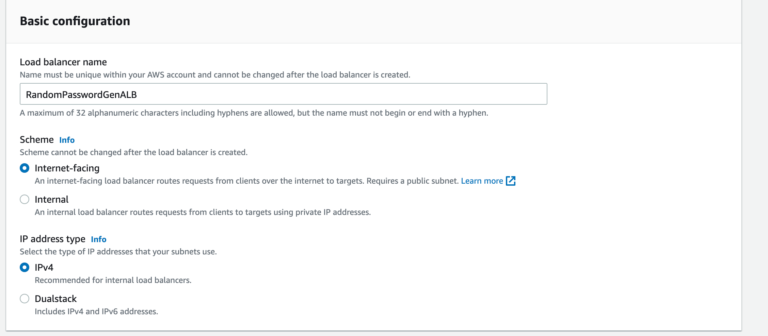 Basic configuration
Load balancer name
Name must be unique within your AWS account and cannot be changed after the load balancer is created.
RandomPasswordGenALB
A maximum of 32 alphanumeric characters including hyphens are allowed, but the name must not begin or end with a hyphen.
Scheme Info
Scheme cannot be changed after the load balancer is created.
Internet-facing
An internet-facing load balancer routes requests from clients over the internet to targets. Requires a public subnet. Learn more
Internal
An internal load balancer routes requests from clients to targets using private IP addresses.
IP address type Info
Select the type of IP addresses that your subnets use.
IPv4
Recommended for internal load balancers.
Dualstack
Includes IPv4 and IPv6 addresses.